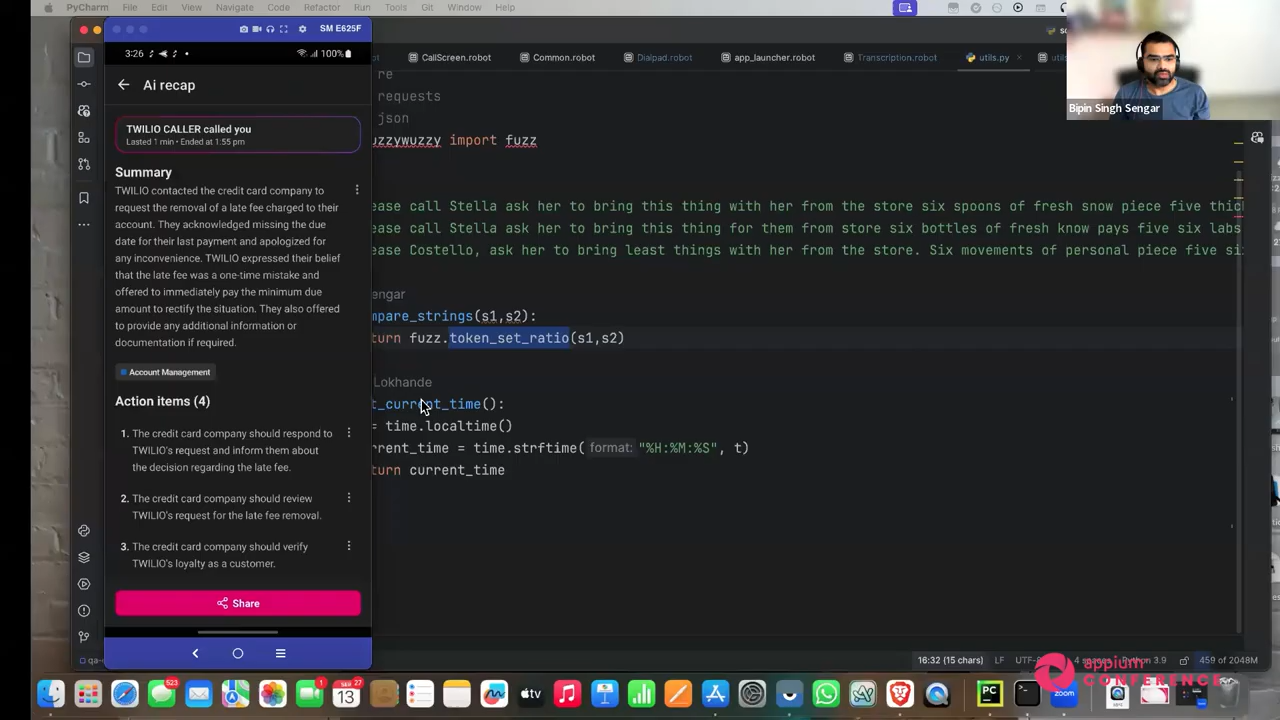 PyCharm File Edit View Navigate Code Refactor Run Tools Git Window Help
SM E625F
3:26 100%
CallScreen.robot Common.robot Dialpad.robot app_launcher.robot Transcription.robot utils.py
Ai recap
TWILIO CALLER called you
Lasted 1 min • Ended at 1:55 pm
Summary
TWILIO contacted the credit card company to
request the removal of a late fee charged to their
account. They acknowledged missing the due
date for their last payment and apologized for
any inconvenience. TWILIO expressed their belief
that the late fee was a one-time mistake and
offered to immediately pay the minimum due
amount to rectify the situation. They also offered
to provide any additional information or
documentation if required.
Account Management
Action items (4)
1. The credit card company should respond to
TWILIO's request and inform them about
the decision regarding the late fee.
2. The credit card company should review
TWILIO's request for the late fee removal.
3. The credit card company should verify
TWILIO's loyalty as a customer.
Share
re
requests
json
uzzywuzzy import fuzz
ease call Stella ask her to bring this thing with her from the store six spoons of fresh snow piece five thic
ease call Stella ask her to bring this thing for them from store six bottles of fresh know pays five six labs
ease Costello, ask her to bring least things with her from the store. Six movements of personal piece five si
engar
mpare_strings(s1,s2):
turn fuzz.token_set_ratio(s1,s2)
Lokhande
t_current_time():
= time.localtime()
rrent_time = time.strftime( format: "%H:%M:%S", t)
turn current_time
Bipin Singh Sengar
16:32 (15 chars) LF Python 3.9 459 of 2048M
appium
CONFERENCE
523
1
13
27
tv
PC
zoom